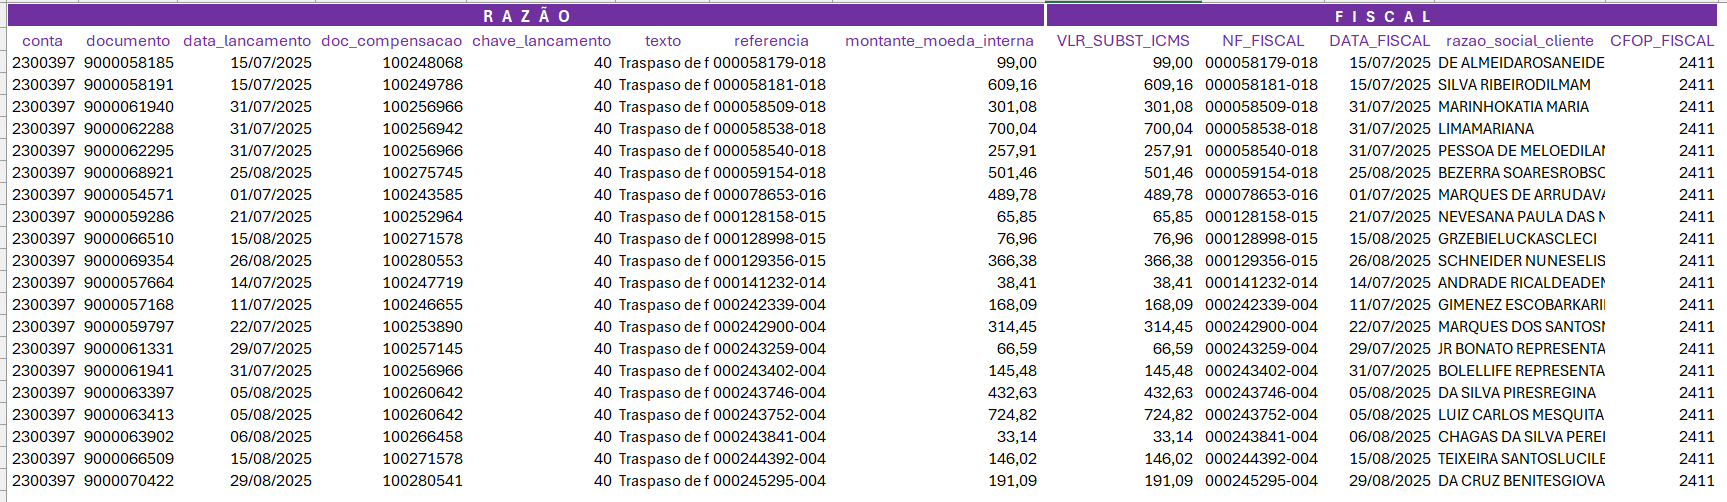 RAZÃO FISCAL
conta documento data_lancamento doc_compensacao chave_lancamento texto referencia montante_moeda_interna VLR_SUBST_ICMS NF_FISCAL DATA_FISCAL razao_social_cliente CFOP_FISCAL
2300397 9000058185 15/07/2025 100248068 40 Traspaso de f 000058179-018 99,00 99,00 000058179-018 15/07/2025 DE ALMEIDAROSANEIDE 2411
2300397 9000058191 15/07/2025 100249786 40 Traspaso de f 000058181-018 609,16 609,16 000058181-018 15/07/2025 SILVA RIBEIRODILMAM 2411
2300397 9000061940 31/07/2025 100256966 40 Traspaso de f 000058509-018 301,08 301,08 000058509-018 31/07/2025 MARINHOKATIA MARIA 2411
2300397 9000062288 31/07/2025 100256942 40 Traspaso de f 000058538-018 700,04 700,04 000058538-018 31/07/2025 LIMAMARIANA 2411
2300397 9000062295 31/07/2025 100256966 40 Traspaso de f 000058540-018 257,91 257,91 000058540-018 31/07/2025 PESSOA DE MELOEDILAN 2411
2300397 9000068921 25/08/2025 100275745 40 Traspaso de f 000059154-018 501,46 501,46 000059154-018 25/08/2025 BEZERRA SOARESROBSO 2411
2300397 9000054571 01/07/2025 100243585 40 Traspaso de f 000078653-016 489,78 489,78 000078653-016 01/07/2025 MARQUES DE ARRUDAVA 2411
2300397 9000059286 21/07/2025 100252964 40 Traspaso de f 000128158-015 65,85 65,85 000128158-015 21/07/2025 NEVESANA PAULA DAS N 2411
2300397 9000066510 15/08/2025 100271578 40 Traspaso de f 000128998-015 76,96 76,96 000128998-015 15/08/2025 GRZEBIELUCKASCLECI 2411
2300397 9000069354 26/08/2025 100280553 40 Traspaso de f 000129356-015 366,38 366,38 000129356-015 26/08/2025 SCHNEIDER NUNESELIS 2411
2300397 9000057664 14/07/2025 100247719 40 Traspaso de f 000141232-014 38,41 38,41 000141232-014 14/07/2025 ANDRADE RICALDEADEN 2411
2300397 9000057168 11/07/2025 100246655 40 Traspaso de f 000242339-004 168,09 168,09 000242339-004 11/07/2025 GIMENEZ ESCOBARKARI 2411
2300397 9000059797 22/07/2025 100253890 40 Traspaso de f 000242900-004 314,45 314,45 000242900-004 22/07/2025 MARQUES DOS SANTOSN 2411
2300397 9000061331 29/07/2025 100257145 40 Traspaso de f 000243259-004 66,59 66,59 000243259-004 29/07/2025 JR BONATO REPRESENTA 2411
2300397 9000061941 31/07/2025 100256966 40 Traspaso de f 000243402-004 145,48 145,48 000243402-004 31/07/2025 BOLELLIFE REPRESENTA 2411
2300397 9000063397 05/08/2025 100260642 40 Traspaso de f 000243746-004 432,63 432,63 000243746-004 05/08/2025 DA SILVA PIRESREGINA 2411
2300397 9000063413 05/08/2025 100260642 40 Traspaso de f 000243752-004 724,82 724,82 000243752-004 05/08/2025 LUIZ CARLOS MESQUITA 2411
2300397 9000063902 06/08/2025 100266458 40 Traspaso de f 000243841-004 33,14 33,14 000243841-004 06/08/2025 CHAGAS DA SILVA PEREI 2411
2300397 9000066509 15/08/2025 100271578 40 Traspaso de f 000244392-004 146,02 146,02 000244392-004 15/08/2025 TEIXEIRA SANTOSLUCILE 2411
2300397 9000070422 29/08/2025 100280541 40 Traspaso de f 000245295-004 191,09 191,09 000245295-004 29/08/2025 DA CRUZ BENITESGIOVA 2411